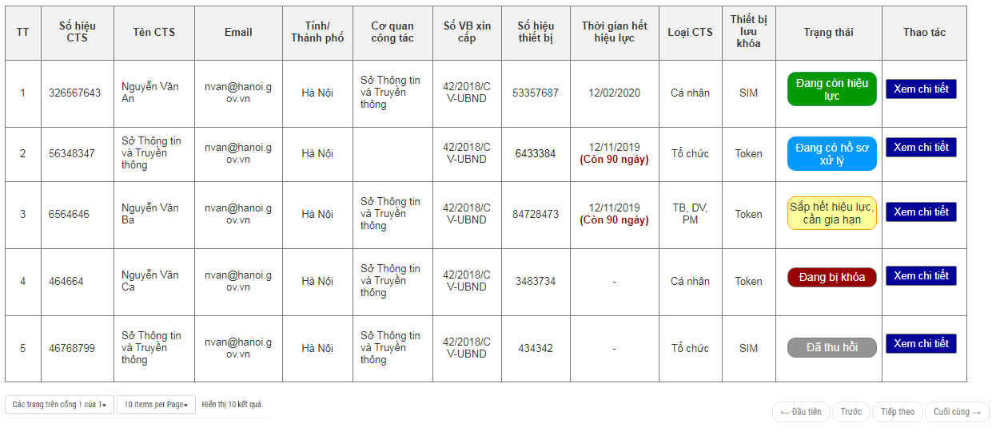 TT Số hiệu CTS Tên CTS Email Tỉnh/ Thành phố Cơ quan công tác Số VB xin cấp Số hiệu thiết bị Thời gian hết hiệu lực Loại CTS Thiết bị lưu khóa Trạng thái Thao tác
1 326567643 Nguyễn Văn An nvan@hanoi.gov.vn Hà Nội Sở Thông tin và Truyền thông 42/2018/CV-UBND 53357687 12/02/2020 Cá nhân SIM Đang còn hiệu lực Xem chi tiết
2 56348347 Sở Thông tin và Truyền thông nvan@hanoi.gov.vn Hà Nội 42/2018/CV-UBND 6433384 12/11/2019 (Còn 90 ngày) Tổ chức Token Đang có hồ sơ xử lý Xem chi tiết
3 6564646 Nguyễn Văn Ba nvan@hanoi.gov.vn Hà Nội Sở Thông tin và Truyền thông 42/2018/CV-UBND 84728473 12/11/2019 (Còn 90 ngày) TB, DV, PM Token Sắp hết hiệu lực, cần gia hạn Xem chi tiết
4 464664 Nguyễn Văn Ca nvan@hanoi.gov.vn Hà Nội Sở Thông tin và Truyền thông 42/2018/CV-UBND 3483734 - Cá nhân Token Đang bị khóa Xem chi tiết
5 46768799 Sở Thông tin và Truyền thông nvan@hanoi.gov.vn Hà Nội Sở Thông tin và Truyền thông 42/2018/CV-UBND 434342 - Tổ chức SIM Đã thu hồi Xem chi tiết
Các trang trên cổng 1 của 1 10 Items per Page Hiển thị 10 kết quả. ← Đầu tiên Trước Tiếp theo Cuối cùng →